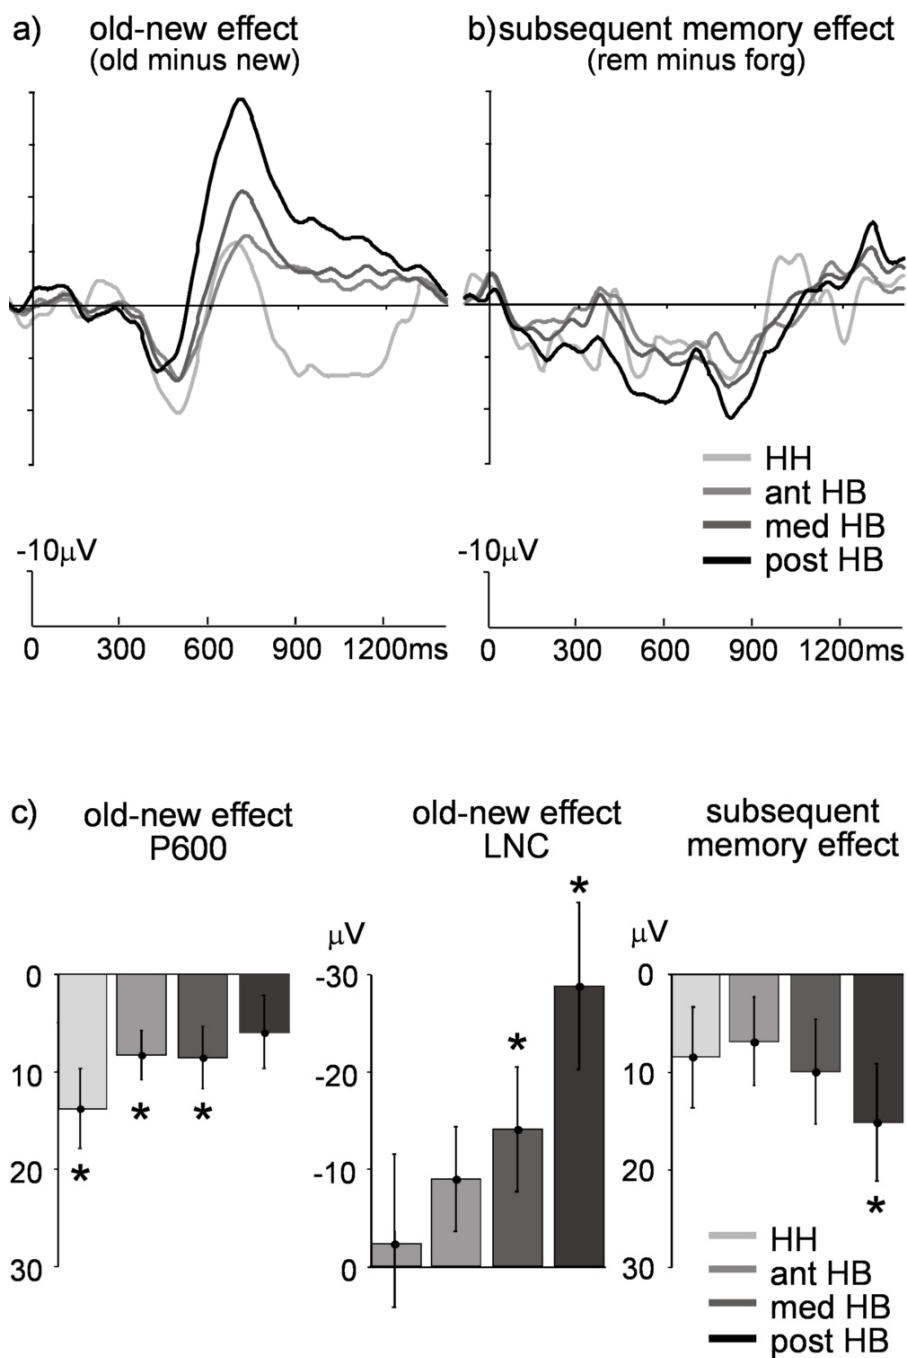 a) old-new effect
(old minus new)
b)subsequent memory effect
(rem minus forg)
HH
ant HB
med HB
post HB
-10µV
0 300 600 900 1200ms
-10µV
0 300 600 900 1200ms
c) old-new effect
P600
0
10
20
30
*
*
*
old-new effect
LNC
µV
-30
-20
-10
0
*
*
subsequent
memory effect
µV
0
10
20
30
*
HH
ant HB
med HB
post HB